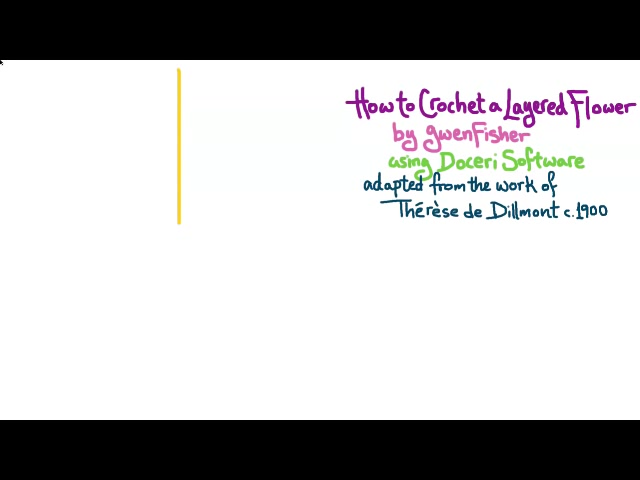 How to Crochet a Layered Flower
by gwenfisher
using Doceri Software
adapted from the work of
Thérèse de Dillmont c.1900